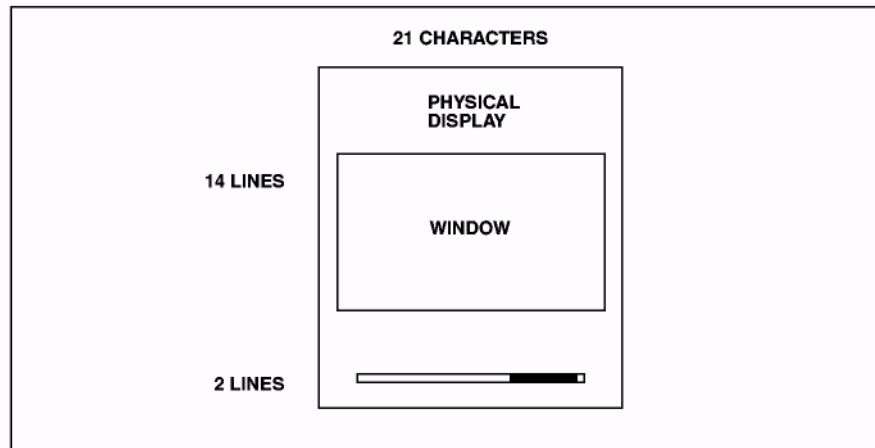 21 CHARACTERS
PHYSICAL
DISPLAY
14 LINES
WINDOW
2 LINES